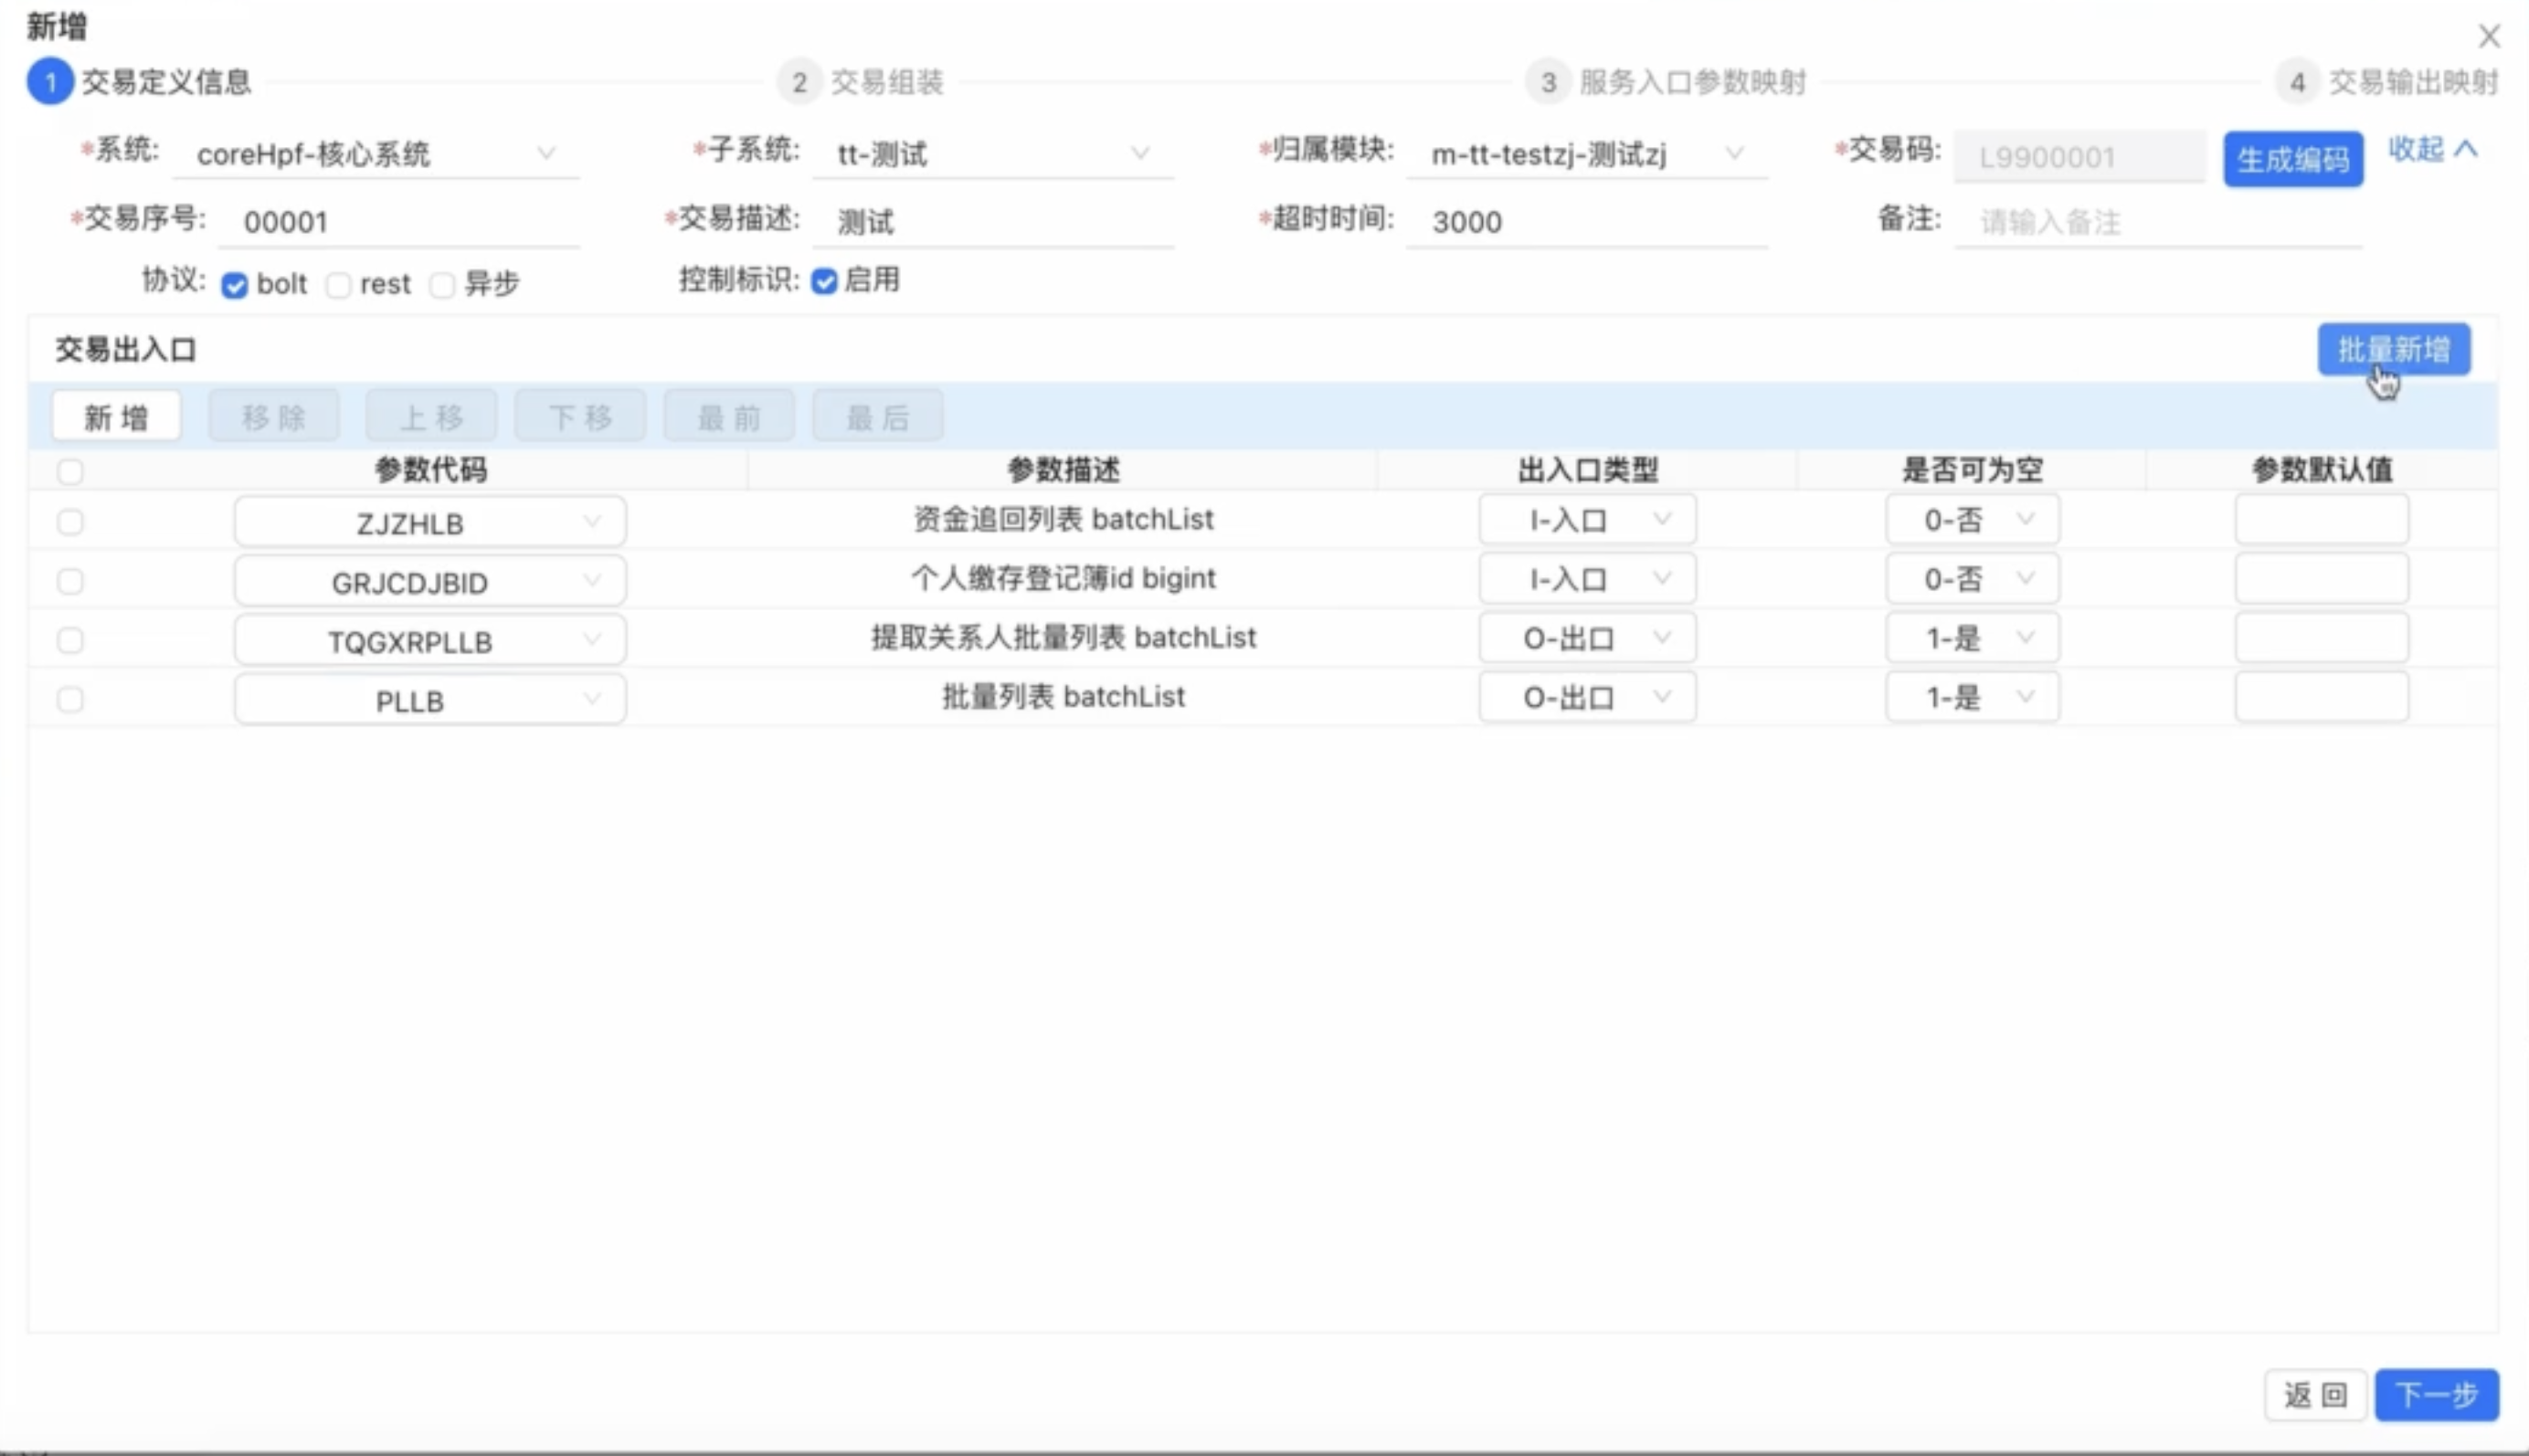 新增
1 交易定义信息 2 交易组装 3 服务入口参数映射 4 交易输出映射
*系统: coreHpf-核心系统 *子系统: tt-测试 *归属模块: m-tt-testzj-测试zj *交易码: L9900001 生成编码 收起
*交易序号: 00001 *交易描述: 测试 *超时时间: 3000 备注: 请输入备注
协议: bolt rest 异步 控制标识: 启用
交易出入口 批量新增
新增 移除 上移 下移 最前 最后
参数代码 参数描述 出入口类型 是否可为空 参数默认值
ZJZHLB 资金追回列表 batchList I-入口 0-否
GRJCDJBID 个人缴存登记簿id bigint I-入口 0-否
TQGXRPLLB 提取关系人批量列表 batchList O-出口 1-是
PLLB 批量列表 batchList O-出口 1-是
返回 下一步